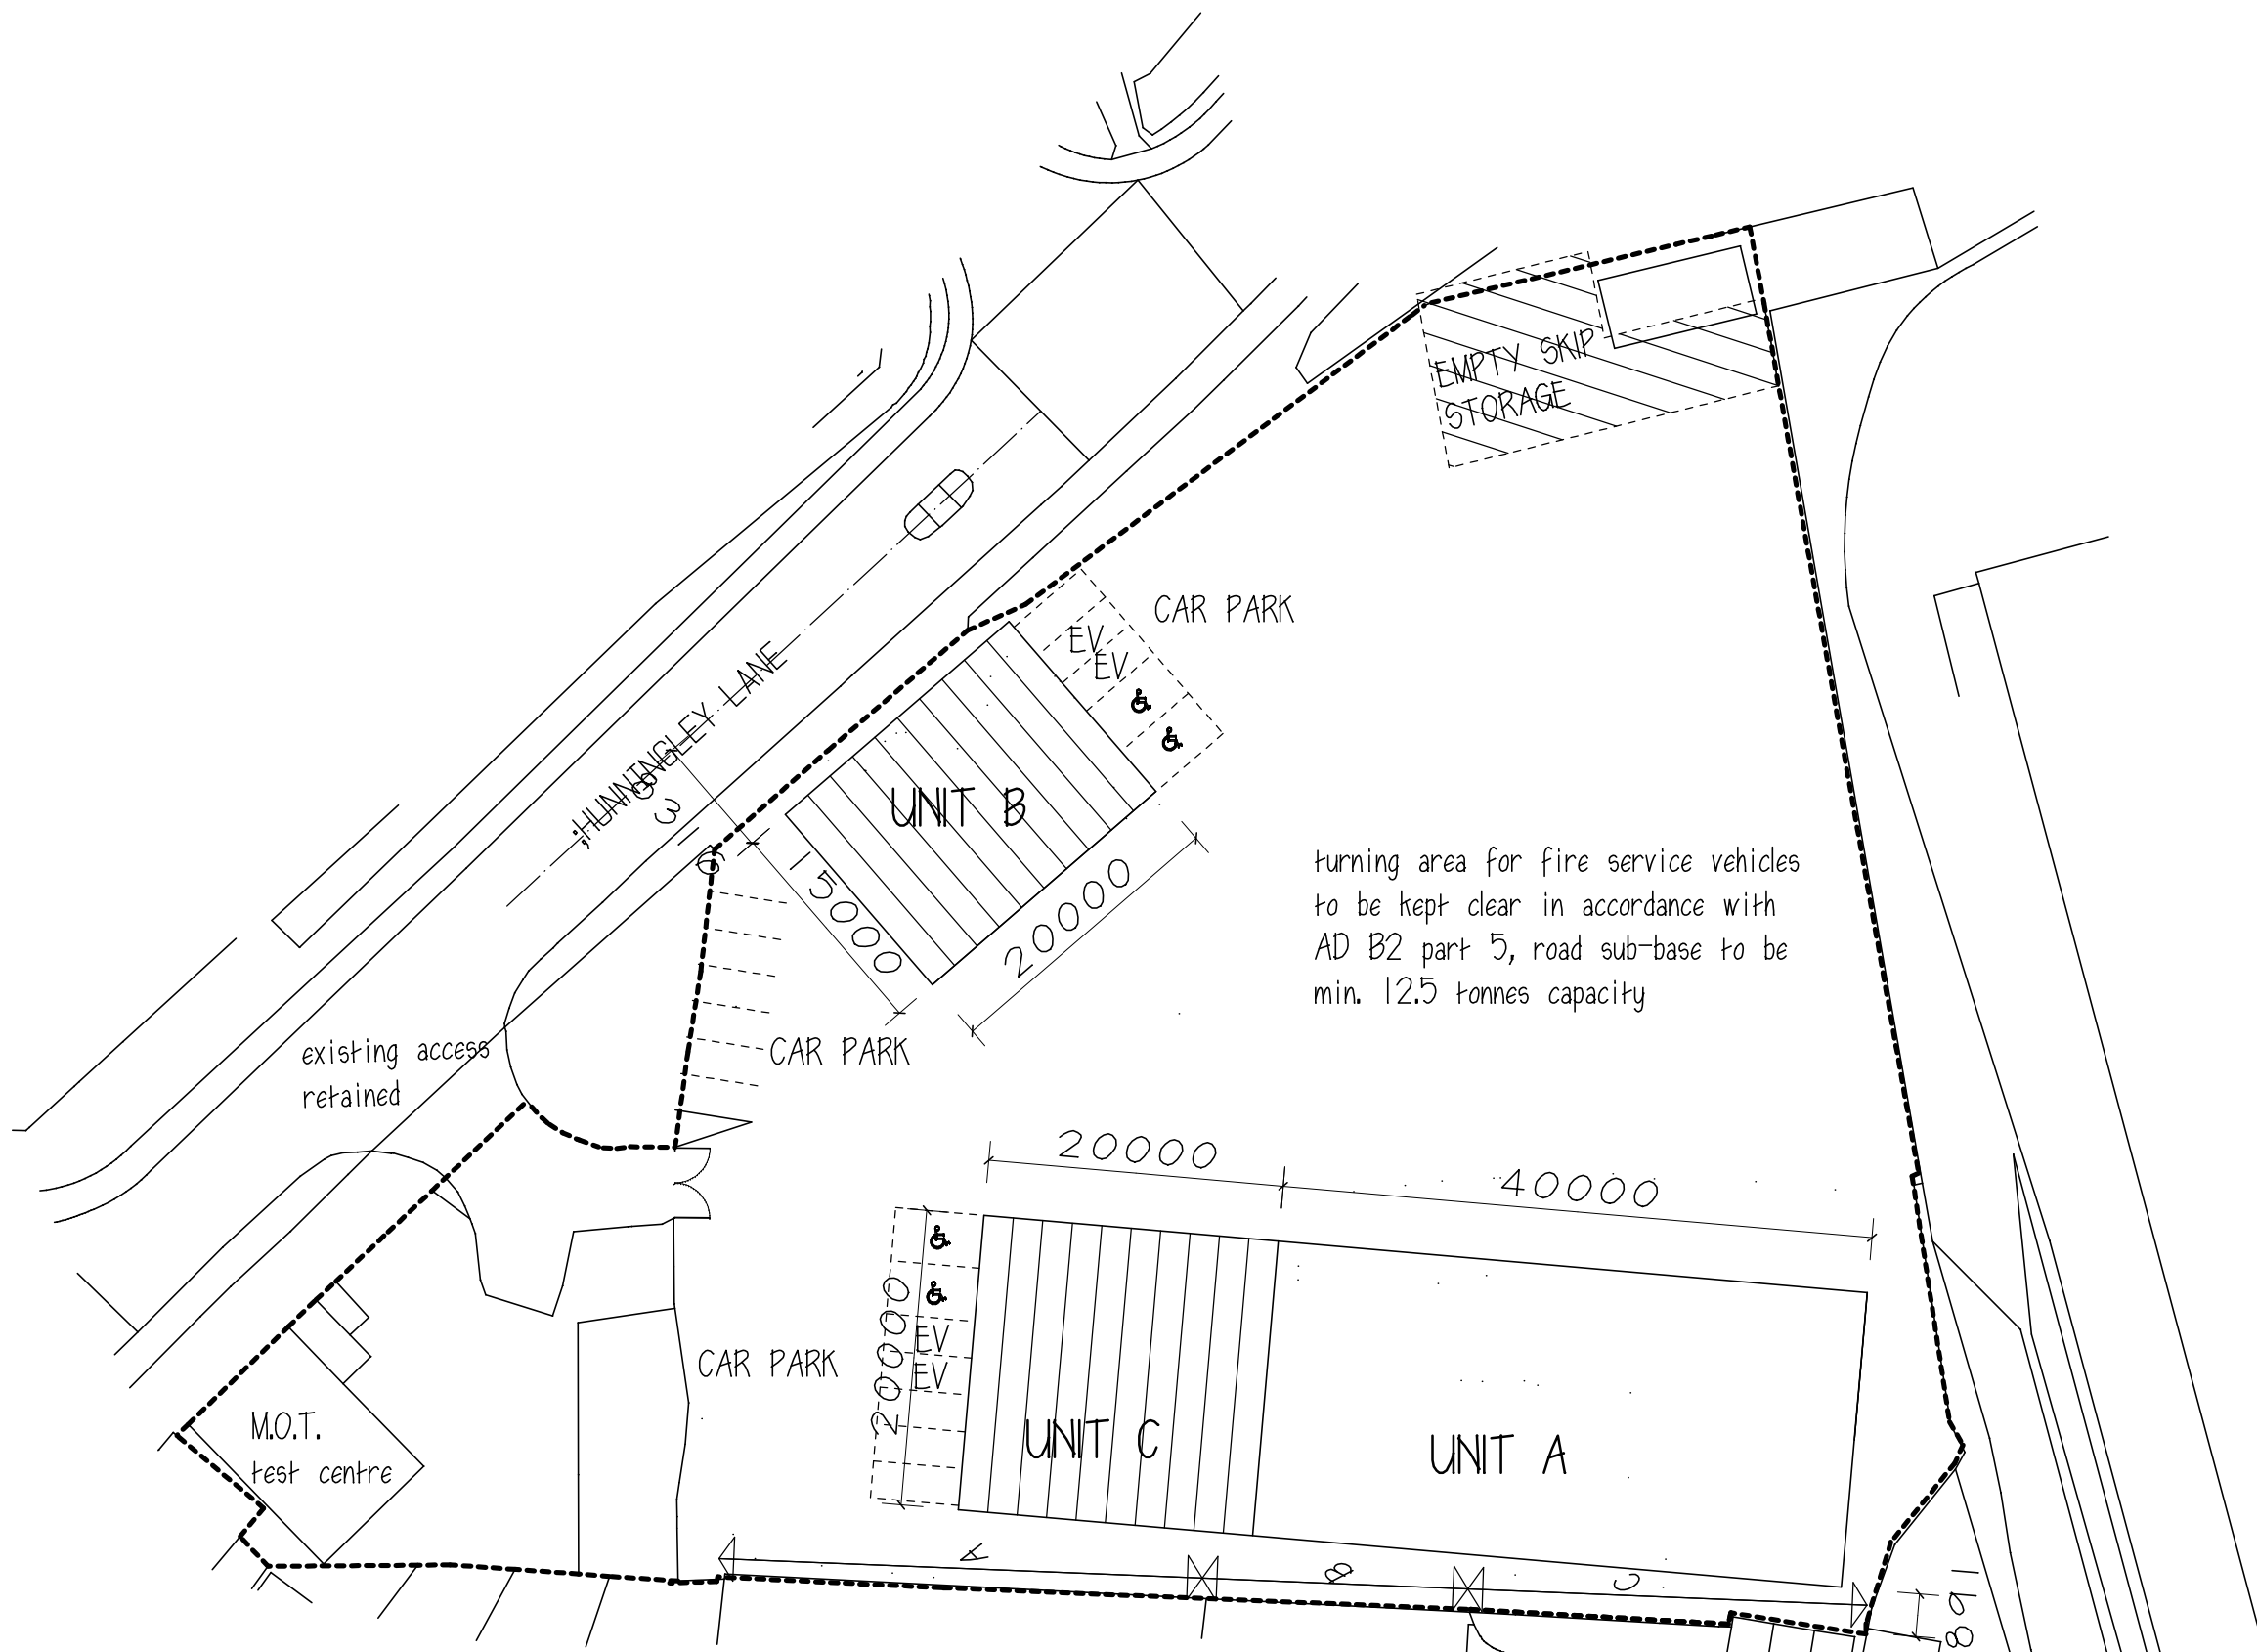 EMPTY SKIP
STORAGE
CAR PARK
EV
EV
;HUNNINGLEY LANE
UNIT B
15000
20000
turning area for fire service vehicles
to be kept clear in accordance with
AD B2 part 5, road sub-base to be
min. 12.5 tonnes capacity
existing access
retained
CAR PARK
20000
40000
20000
EV
EV
CAR PARK
UNIT C
UNIT A
M.O.T.
test centre
A
B
C
1681